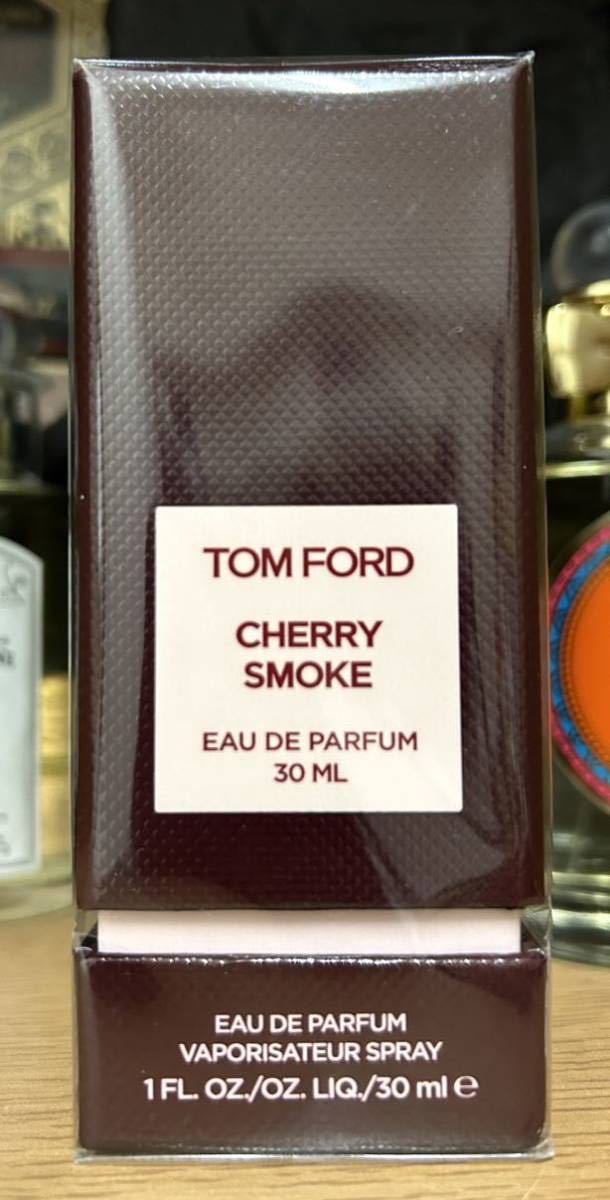 TOM FORD
CHERRY
SMOKE
EAU DE PARFUM
30 ML
EAU DE PARFUM
VAPORISATEUR SPRAY
1 FL. OZ./OZ. LIQ./30 ml ℮